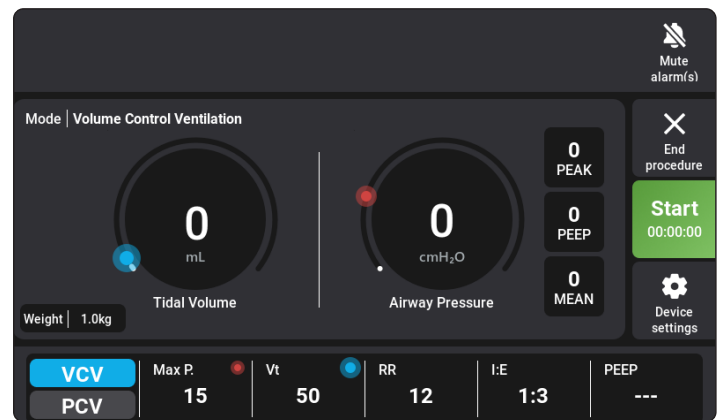 Mute
alarm(s)
Mode | Volume Control Ventilation
0
mL
Tidal Volume
0
cmH₂O
Airway Pressure
0
PEAK
0
PEEP
0
MEAN
Weight | 1.0kg
End
procedure
Start
00:00:00
Device
settings
VCV
PCV
Max P.
15
Vt
50
RR
12
I:E
1:3
PEEP
---